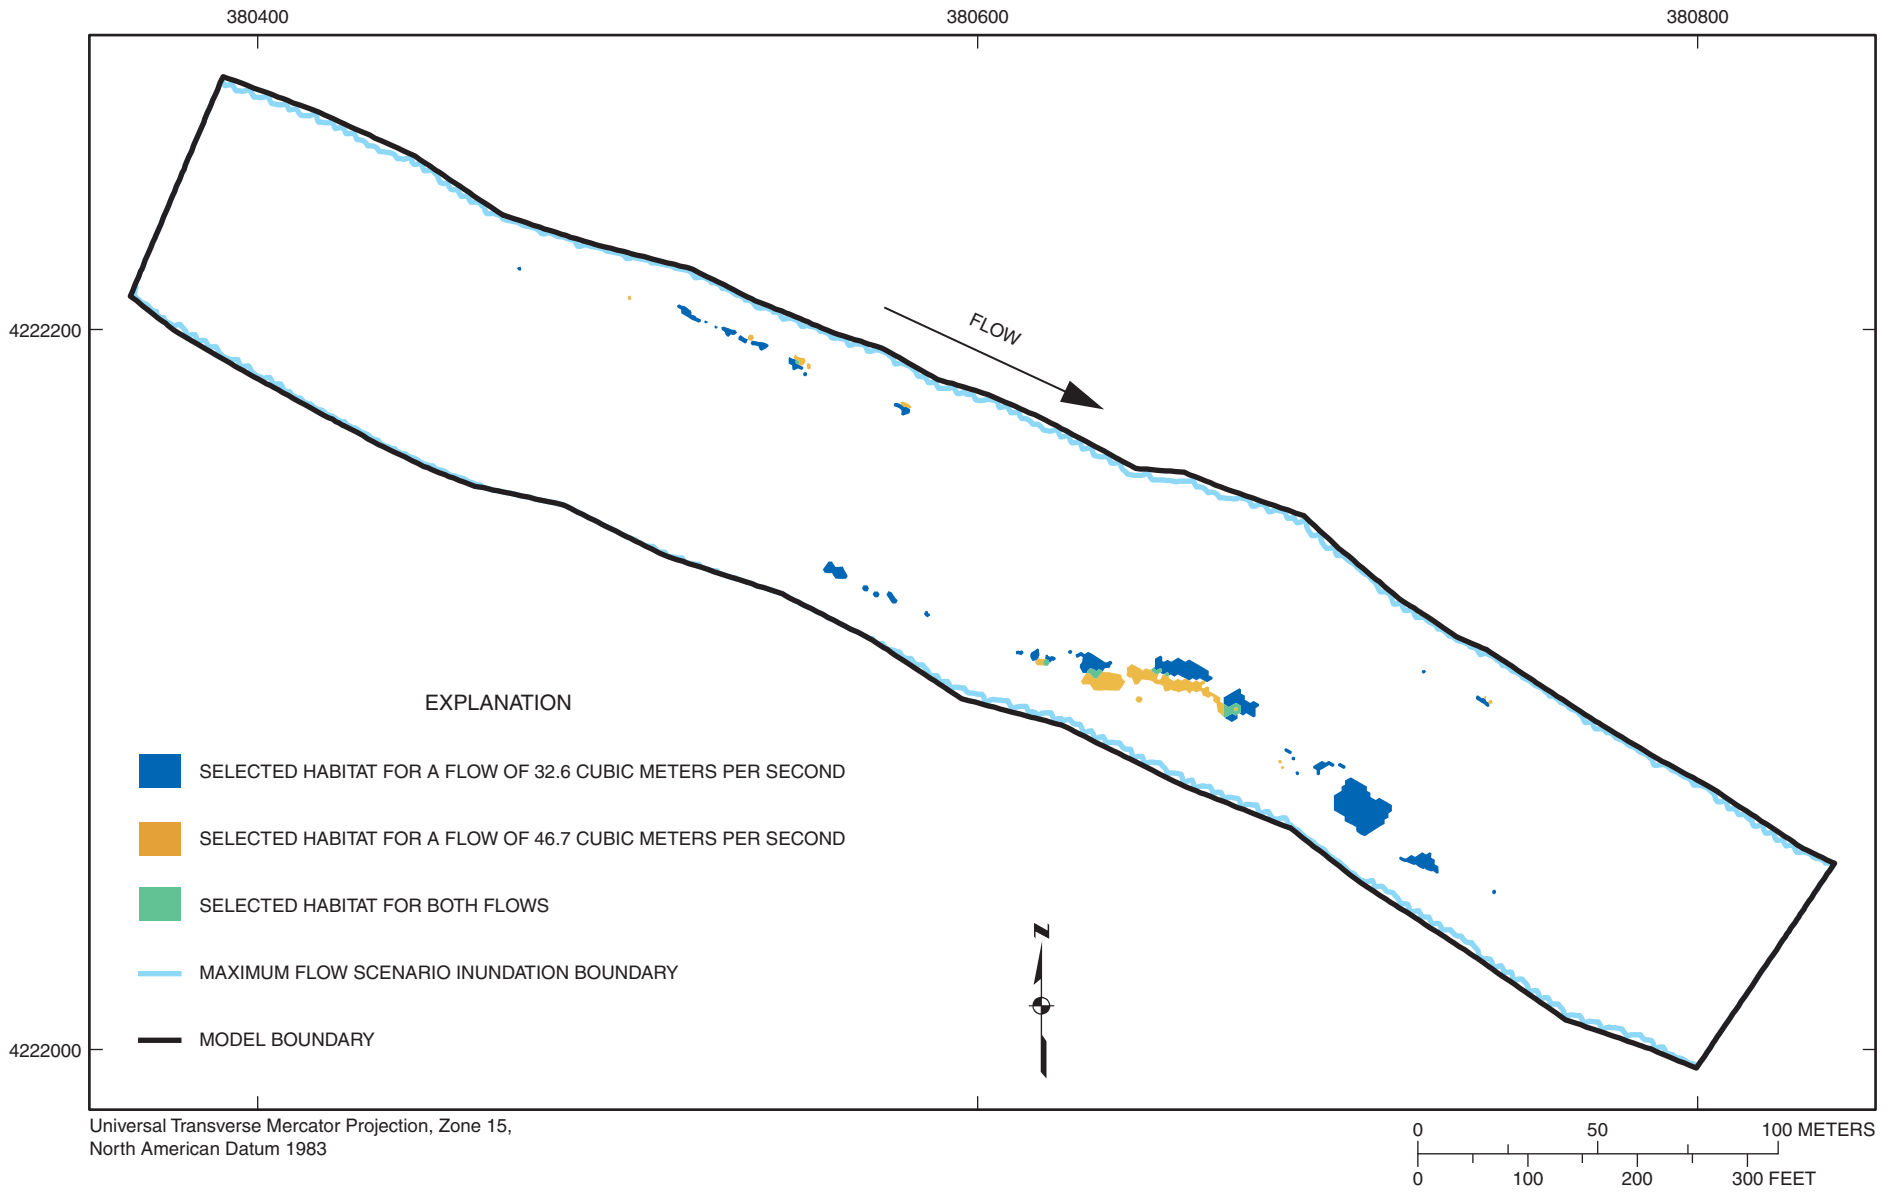 380400
380600
380800
4222200
FLOW
EXPLANATION
SELECTED HABITAT FOR A FLOW OF 32.6 CUBIC METERS PER SECOND
SELECTED HABITAT FOR A FLOW OF 46.7 CUBIC METERS PER SECOND
SELECTED HABITAT FOR BOTH FLOWS
MAXIMUM FLOW SCENARIO INUNDATION BOUNDARY
MODEL BOUNDARY
N
4222000
Universal Transverse Mercator Projection, Zone 15,
North American Datum 1983
0 50 100 METERS
0 100 200 300 FEET